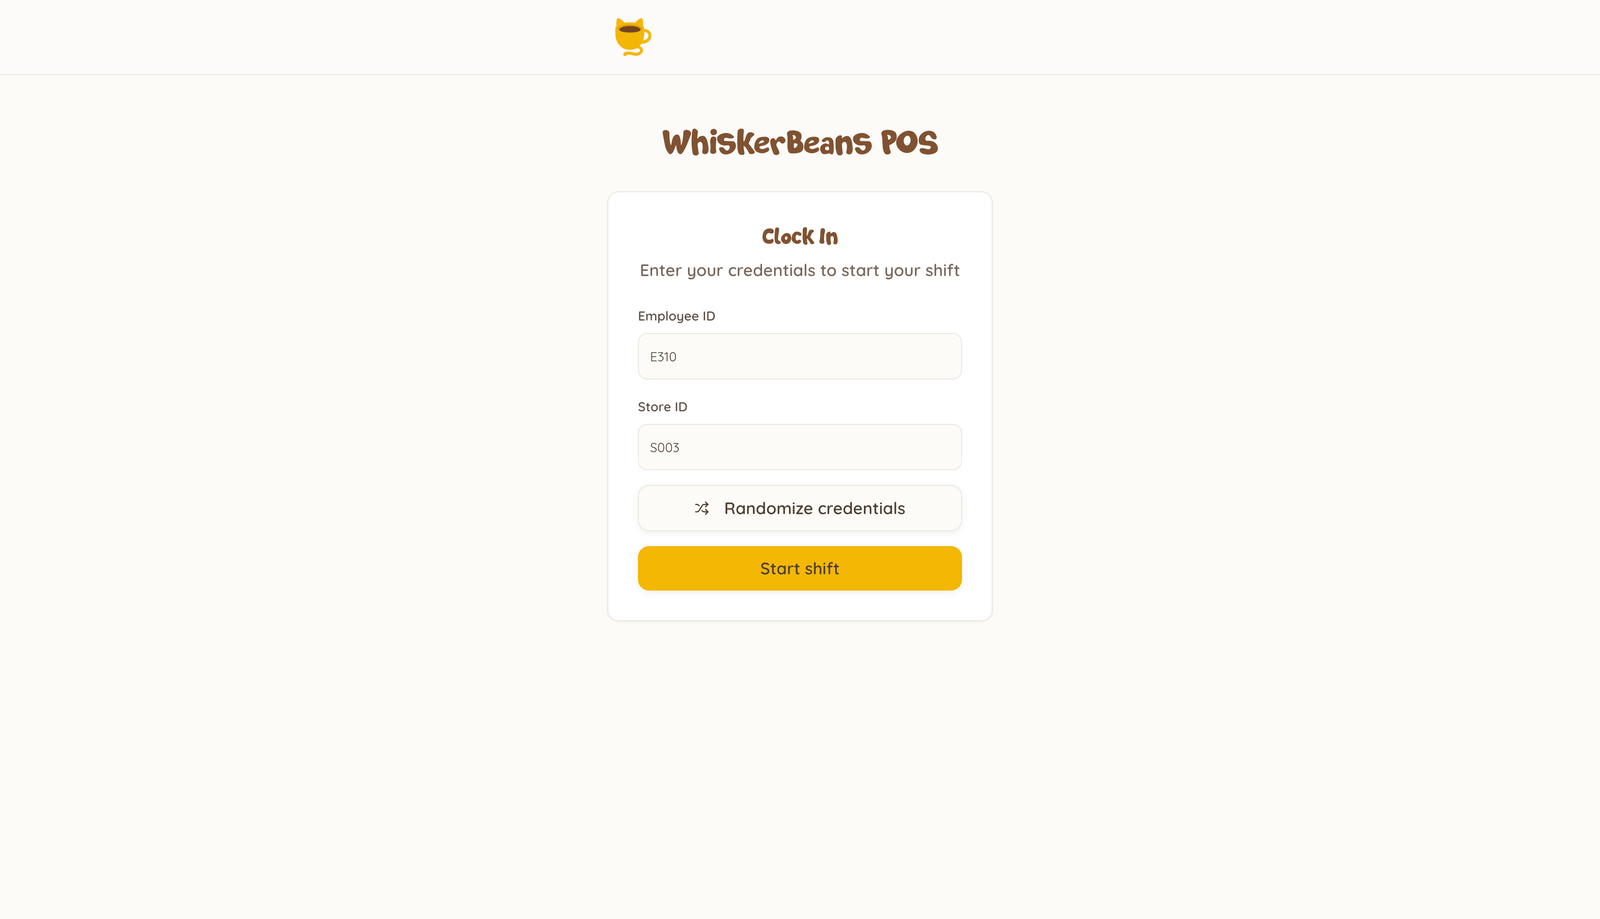 WhiskerBeans POS
Clock In
Enter your credentials to start your shift
Employee ID
E310
Store ID
S003
Randomize credentials
Start shift